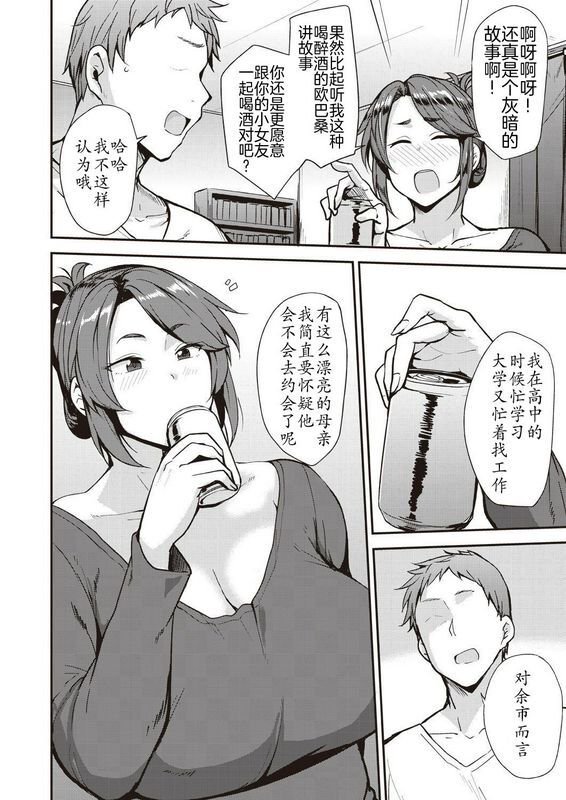 啊呀啊呀！
还真是个灰暗的
故事啊！
果然比起听我这种
喝醉酒的欧巴桑
讲故事
你还是更愿意
跟你的小女友
一起喝酒对吧？
哈哈
我不这样
认为哦
我在高中的
时候忙学习
大学又忙着
找工作
对余市而言
有这么漂亮的母亲
我简直要怀疑他
会不会去约会了呢